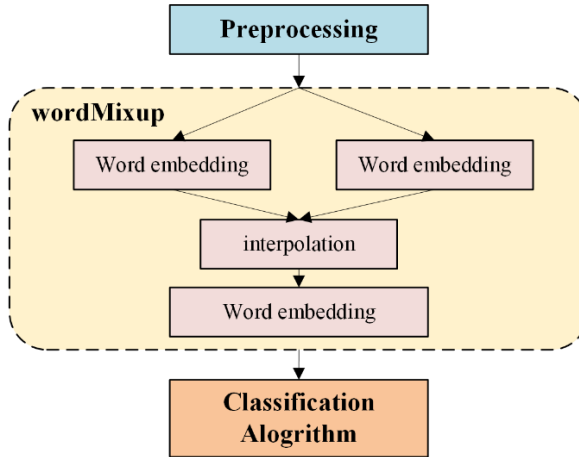 Preprocessing
wordMixup
Word embedding
Word embedding
interpolation
Word embedding
Classification
Alogrithm